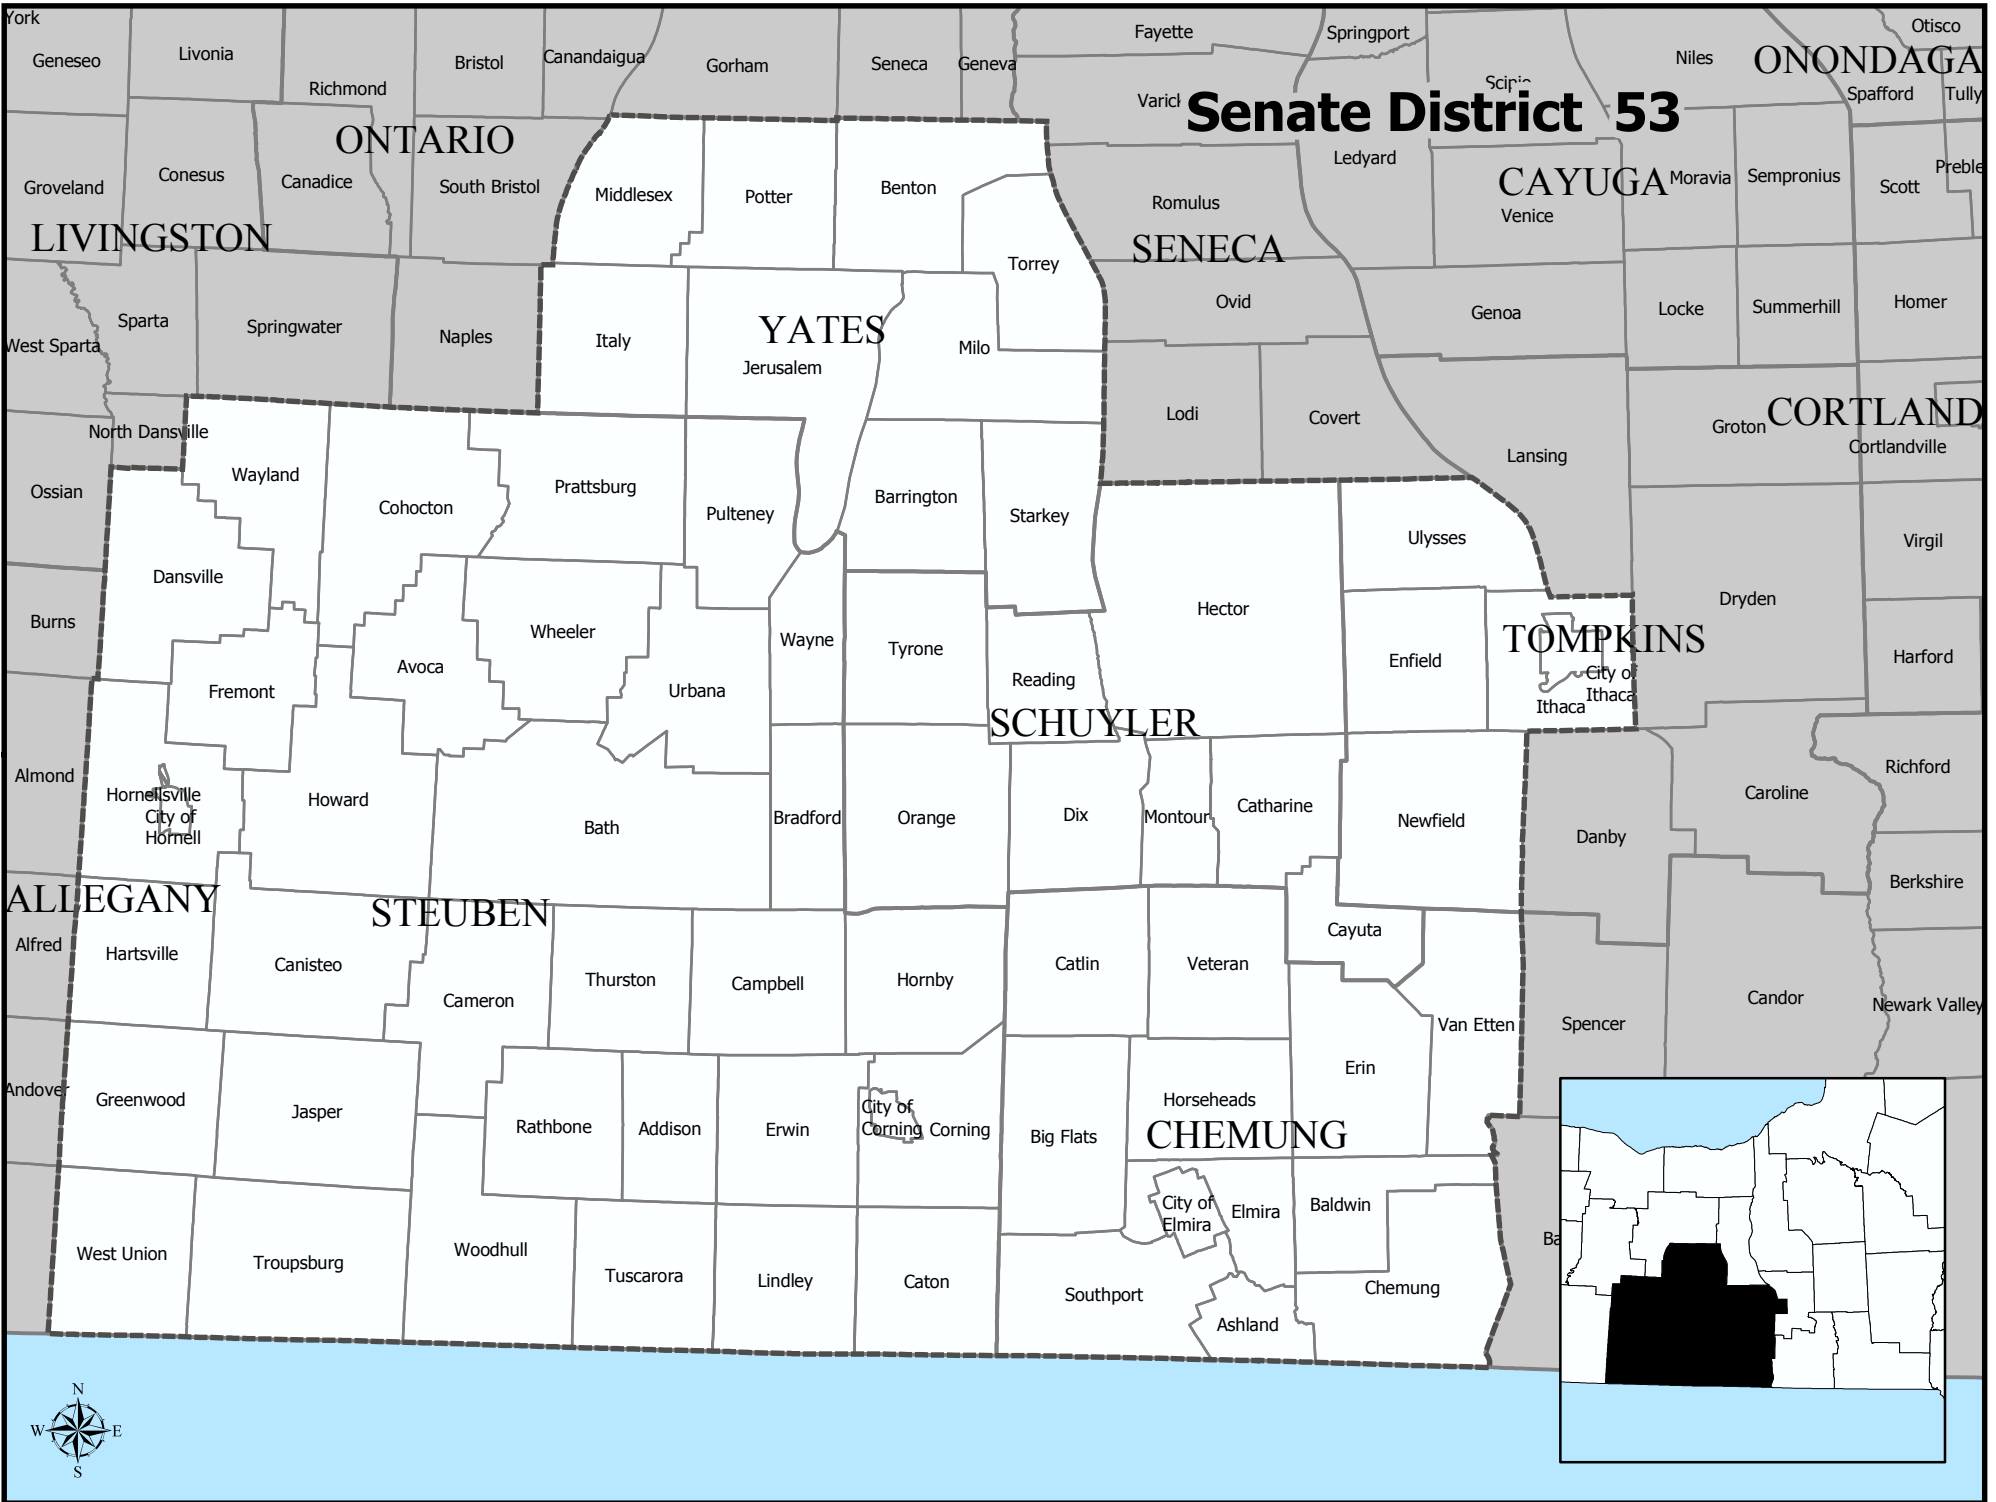 York
Geneseo
Livonia
Richmond
Bristol
Canandaigua
Gorham
Seneca
Geneva
Fayette
Springport
Scipio
Niles
Otisco
ONONDAGA
Spafford
Tully
Varick
Senate District 53
ONTARIO
Groveland
Conesus
Canadice
South Bristol
Middlesex
Potter
Benton
Romulus
Ledyard
CAYUGA
Moravia
Sempronius
Venice
Scott
Preble
LIVINGSTON
SENECA
Torrey
West Sparta
Sparta
Springwater
Naples
Italy
YATES
Jerusalem
Milo
Ovid
Genoa
Locke
Summerhill
Homer
North Dansville
Lodi
Covert
Lansing
Groton
CORTLAND
Cortlandville
Ossian
Wayland
Cohocton
Prattsburg
Pulteney
Barrington
Starkey
Ulysses
Virgil
Dansville
Burns
Wheeler
Avoca
Fremont
Urbana
Wayne
Tyrone
Reading
Hector
Enfield
TOMPKINS
City of
Ithaca
Ithaca
Dryden
Harford
SCHUYLER
Almond
Hornellsville
City of
Hornell
Howard
Bath
Bradford
Orange
Dix
Montour
Catharine
Newfield
Danby
Caroline
Richford
Berkshire
ALLEGANY
STEUBEN
Alfred
Hartsville
Canisteo
Cameron
Thurston
Campbell
Hornby
Catlin
Veteran
Cayuta
Van Etten
Spencer
Candor
Newark Valley
Andover
Greenwood
Jasper
Rathbone
Addison
Erwin
City of
Corning
Corning
Big Flats
Horseheads
Erin
CHEMUNG
West Union
Troupsburg
Woodhull
Tuscarora
Lindley
Caton
Southport
City of
Elmira
Elmira
Baldwin
Chemung
Ashland
Ba
N
W
E
S